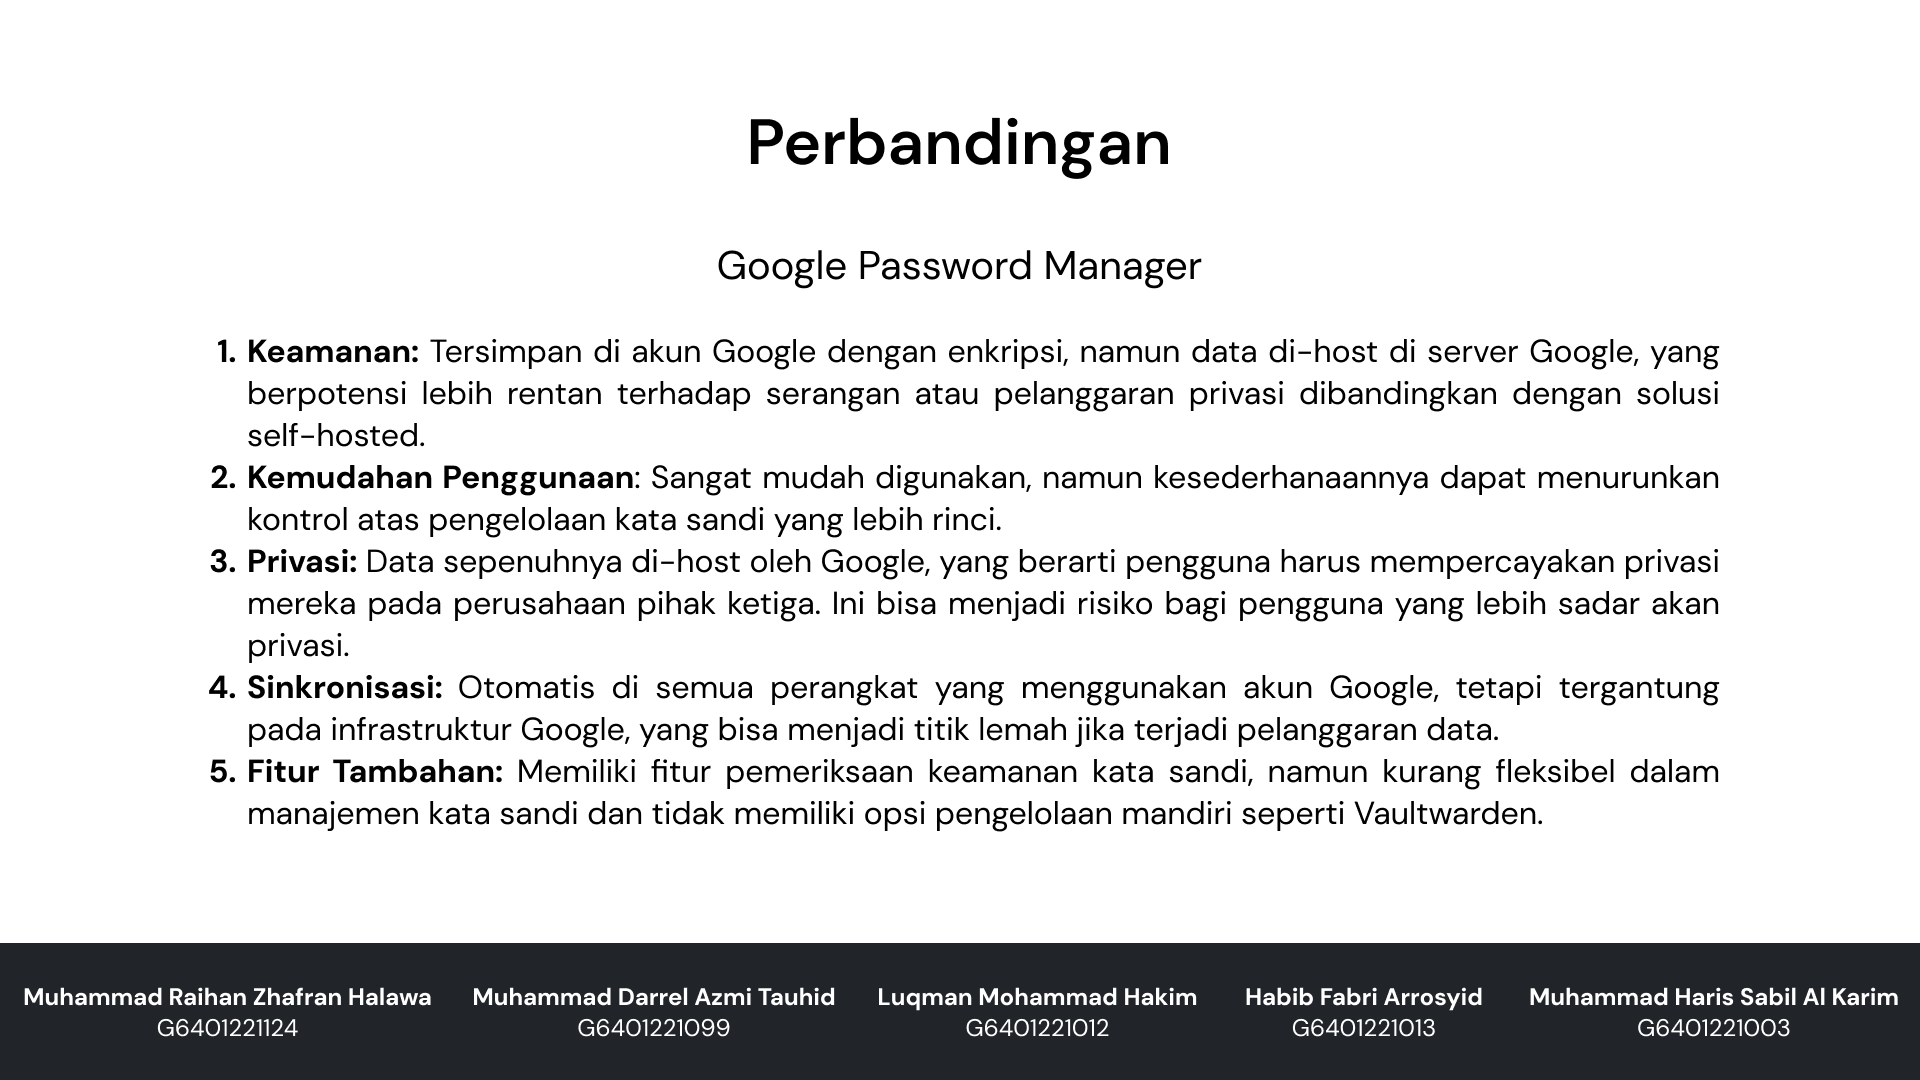 Perbandingan
Google Password Manager
1. Keamanan: Tersimpan di akun Google dengan enkripsi, namun data di-host di server Google, yang
berpotensi lebih rentan terhadap serangan atau pelanggaran privasi dibandingkan dengan solusi
self-hosted.
2. Kemudahan Penggunaan: Sangat mudah digunakan, namun kesederhanaannya dapat menurunkan
kontrol atas pengelolaan kata sandi yang lebih rinci.
3. Privasi: Data sepenuhnya di-host oleh Google, yang berarti pengguna harus mempercayakan privasi
mereka pada perusahaan pihak ketiga. Ini bisa menjadi risiko bagi pengguna yang lebih sadar akan
privasi.
4. Sinkronisasi: Otomatis di semua perangkat yang menggunakan akun Google, tetapi tergantung
pada infrastruktur Google, yang bisa menjadi titik lemah jika terjadi pelanggaran data.
5. Fitur Tambahan: Memiliki fitur pemeriksaan keamanan kata sandi, namun kurang fleksibel dalam
manajemen kata sandi dan tidak memiliki opsi pengelolaan mandiri seperti Vaultwarden.
Muhammad Raihan Zhafran Halawa
G6401221124
Muhammad Darrel Azmi Tauhid
G6401221099
Luqman Mohammad Hakim
G6401221012
Habib Fabri Arrosyid
G6401221013
Muhammad Haris Sabil Al Karim
G6401221003